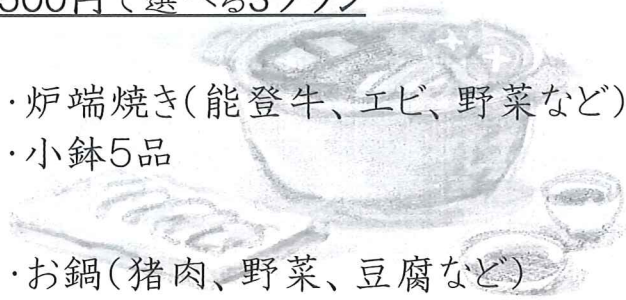 500円で選べる3プラン
・炉端焼き(能登牛、エビ、野菜など)
・小鉢5品
・お鍋(猪肉、野菜、豆腐など)